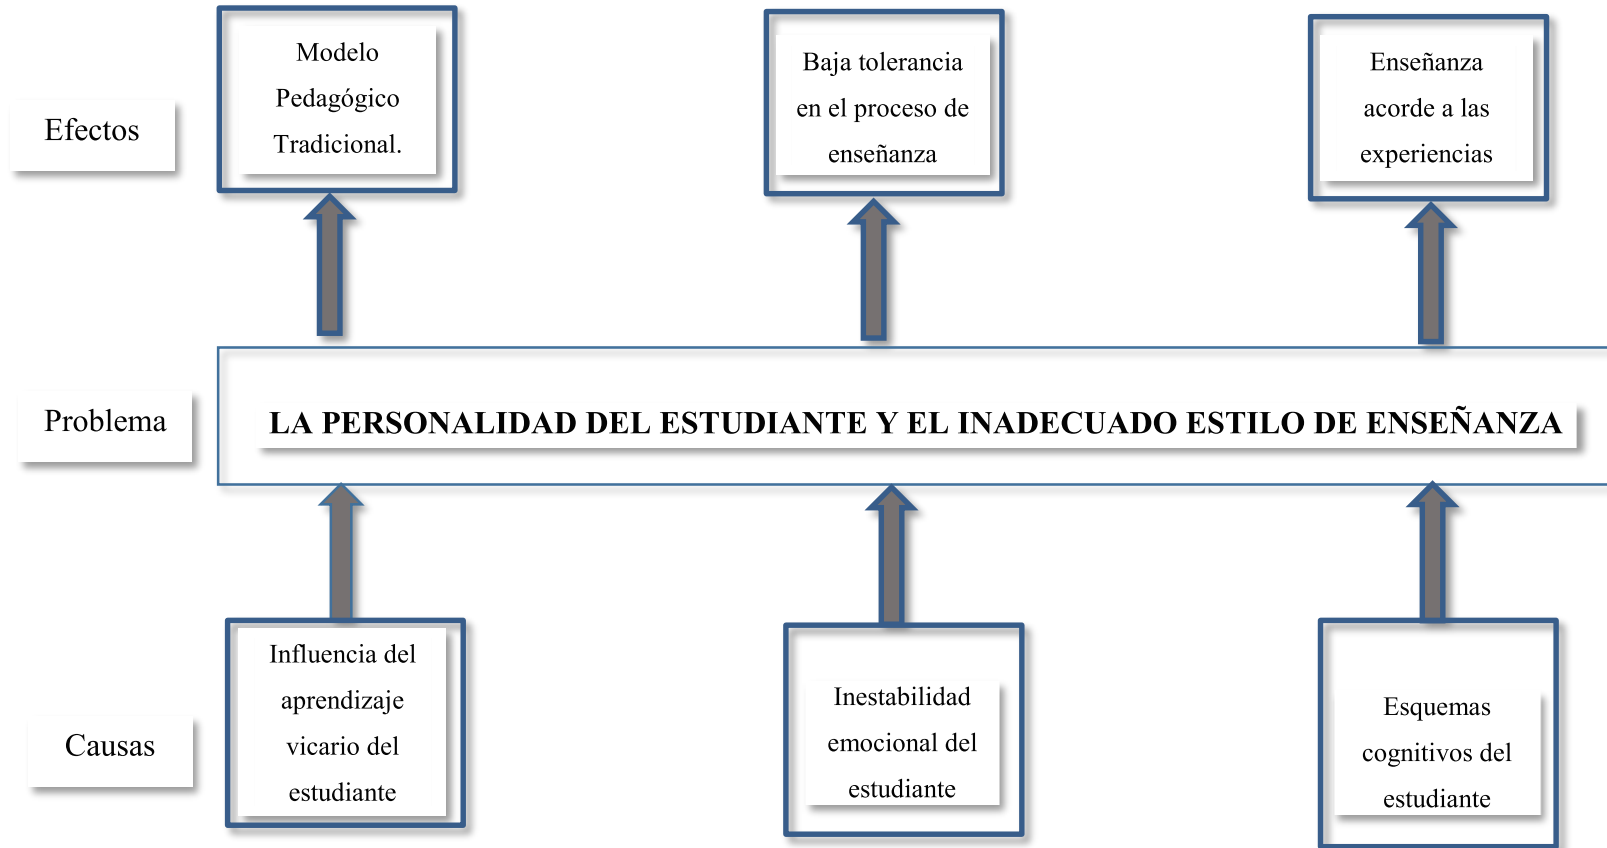 Efectos
Modelo
Pedagógico
Tradicional.
Baja tolerancia
en el proceso de
enseñanza
Enseñanza
acorde a las
experiencias
Problema
LA PERSONALIDAD DEL ESTUDIANTE Y EL INADECUADO ESTILO DE ENSEÑANZA
Causas
Influencia del
aprendizaje
vicario del
estudiante
Inestabilidad
emocional del
estudiante
Esquemas
cognitivos del
estudiante